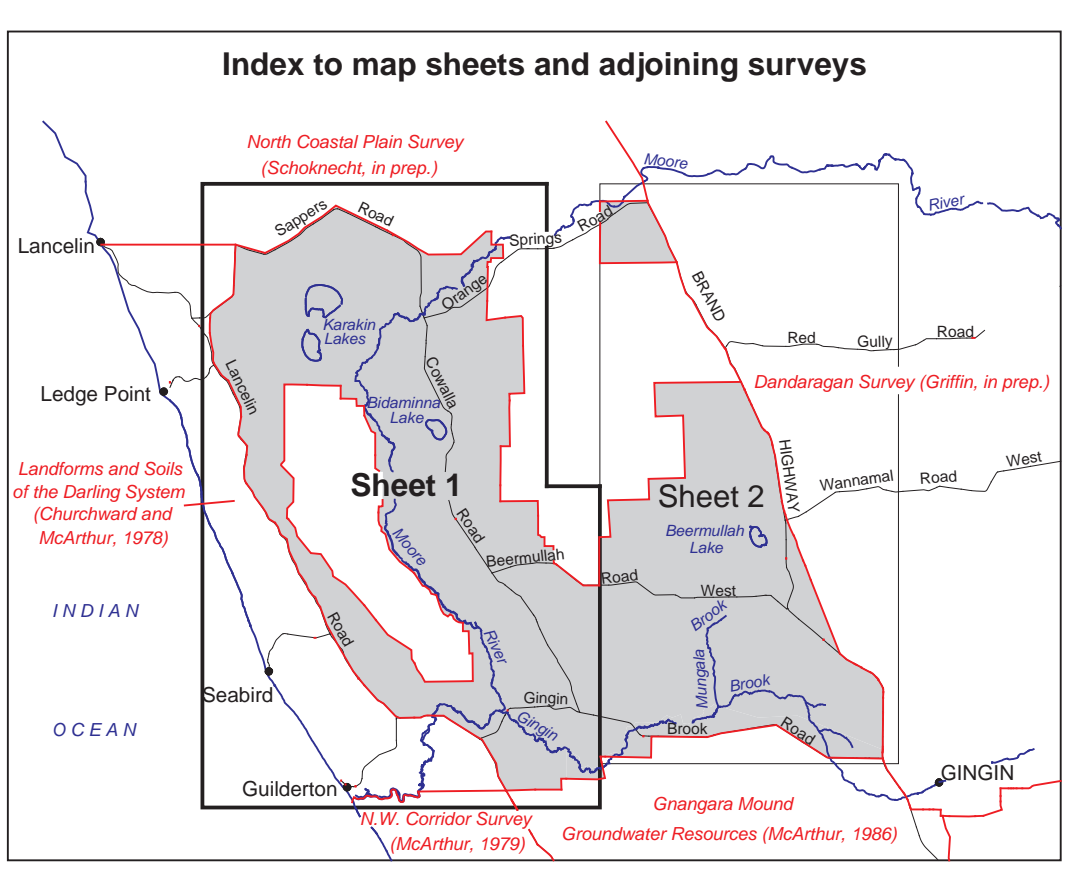 Index to map sheets and adjoining surveys
North Coastal Plain Survey
(Schoknecht, in prep.)
Moore
River
Sappers
Road
Springs
Road
Lancelin
Orange
BRAND
Karakin
Lakes
Red
Gully
Road
Lancelin
Cowalla
Dandaragan Survey (Griffin, in prep.)
Ledge Point
Bidaminna
Lake
HIGHWAY
Landforms and Soils
of the Darling System
(Churchward and
McArthur, 1978)
Sheet 1
Sheet 2
Wannamal
Road
West
Road
Beermullah
Lake
Moore
Beermullah
Road
West
INDIAN
Road
River
Brook
Mungala
Brook
Seabird
Gingin
Gingin
OCEAN
Brook
Road
Guilderton
GINGIN
N.W. Corridor Survey
(McArthur, 1979)
Gnangara Mound
Groundwater Resources (McArthur, 1986)